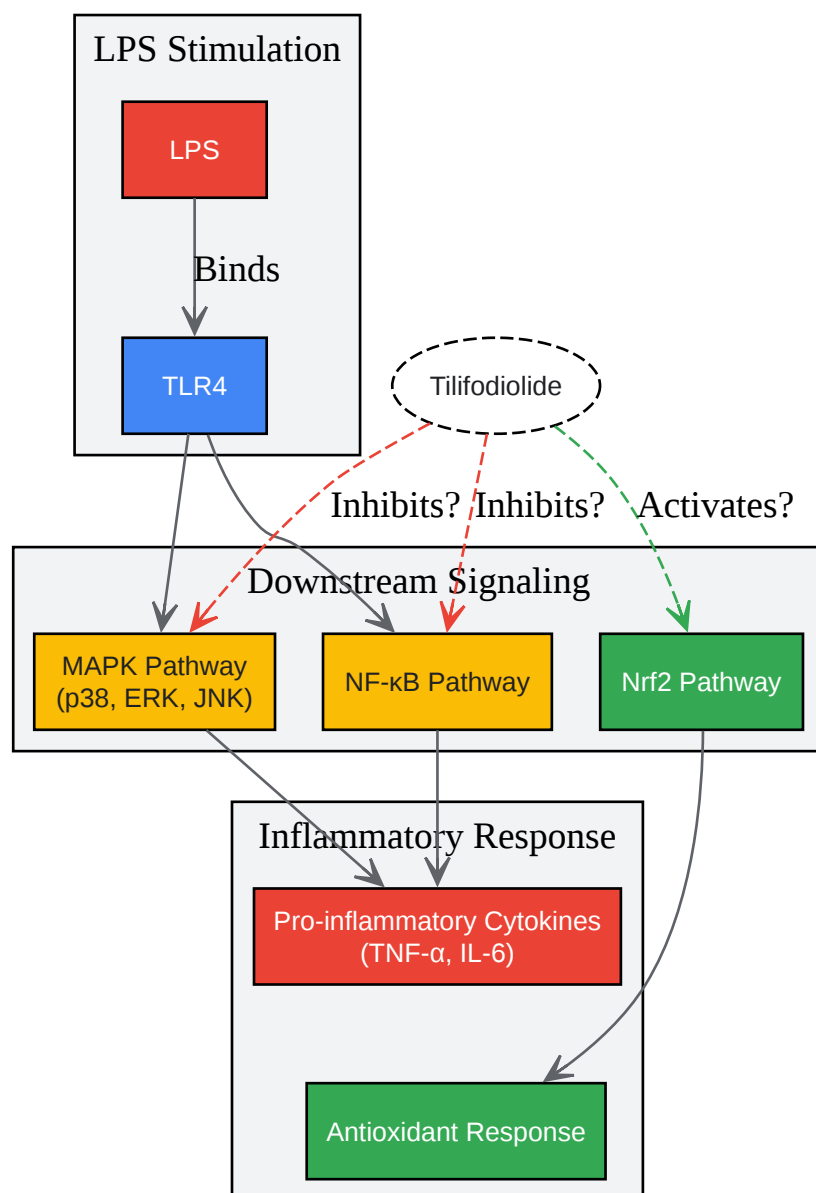 LPS Stimulation
LPS
Binds
TLR4
Tilifodiolide
Inhibits?
Inhibits?
Activates?
Downstream Signaling
MAPK Pathway
(p38, ERK, JNK)
NF-κB Pathway
Nrf2 Pathway
Inflammatory Response
Pro-inflammatory Cytokines
(TNF-α, IL-6)
Antioxidant Response